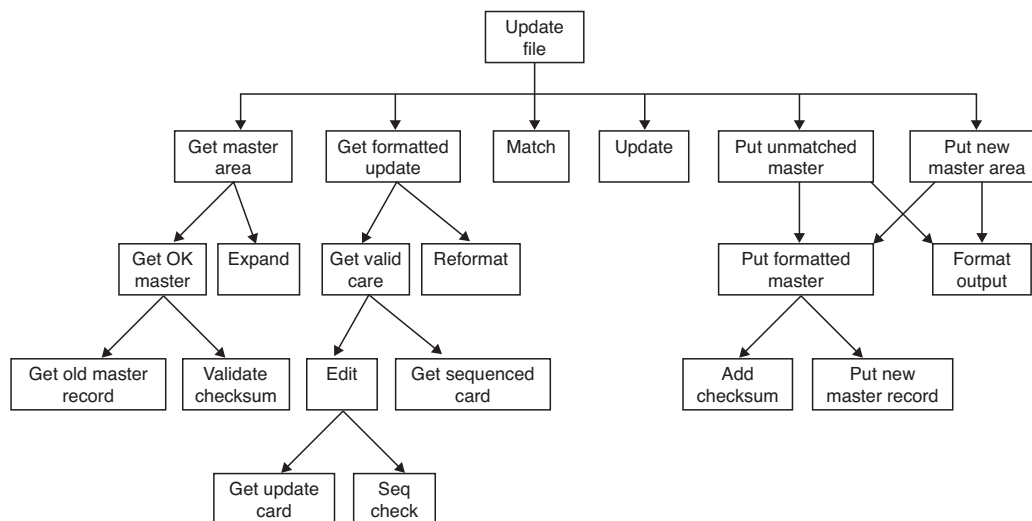 Update
file
Get master
area
Get formatted
update
Match
Update
Put unmatched
master
Put new
master area
Get OK
master
Expand
Get valid
care
Reformat
Put formatted
master
Format
output
Get old master
record
Validate
checksum
Edit
Get sequenced
card
Add
checksum
Put new
master record
Get update
card
Seq
check